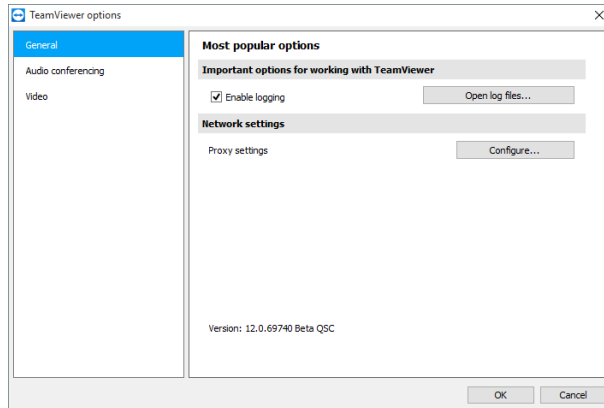 TeamViewer options
General
Audio conferencing
Video
Most popular options
Important options for working with TeamViewer
Enable logging
Open log files...
Network settings
Proxy settings
Configure...
Version: 12.0.69740 Beta QSC
OK
Cancel